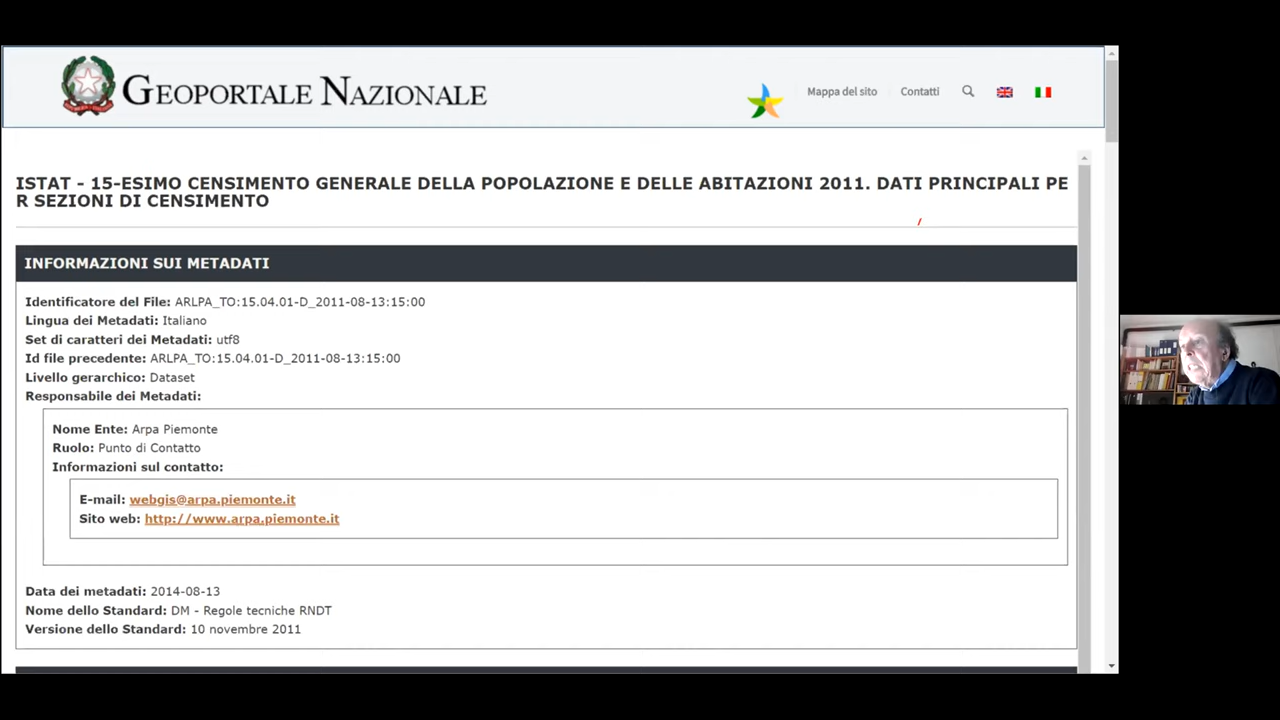 GEOPORTALE NAZIONALE
Mappa del sito
Contatti
ISTAT - 15-ESIMO CENSIMENTO GENERALE DELLA POPOLAZIONE E DELLE ABITAZIONI 2011. DATI PRINCIPALI PE
R SEZIONI DI CENSIMENTO
INFORMAZIONI SUI METADATI
Identificatore del File: ARLPA_TO:15.04.01-D_2011-08-13:15:00
Lingua dei Metadati: Italiano
Set di caratteri dei Metadati: utf8
Id file precedente: ARLPA_TO:15.04.01-D_2011-08-13:15:00
Livello gerarchico: Dataset
Responsabile dei Metadati:
Nome Ente: Arpa Piemonte
Ruolo: Punto di Contatto
Informazioni sul contatto:
E-mail: webgis@arpa.piemonte.it
Sito web: http://www.arpa.piemonte.it
Data dei metadati: 2014-08-13
Nome dello Standard: DM - Regole tecniche RNDT
Versione dello Standard: 10 novembre 2011